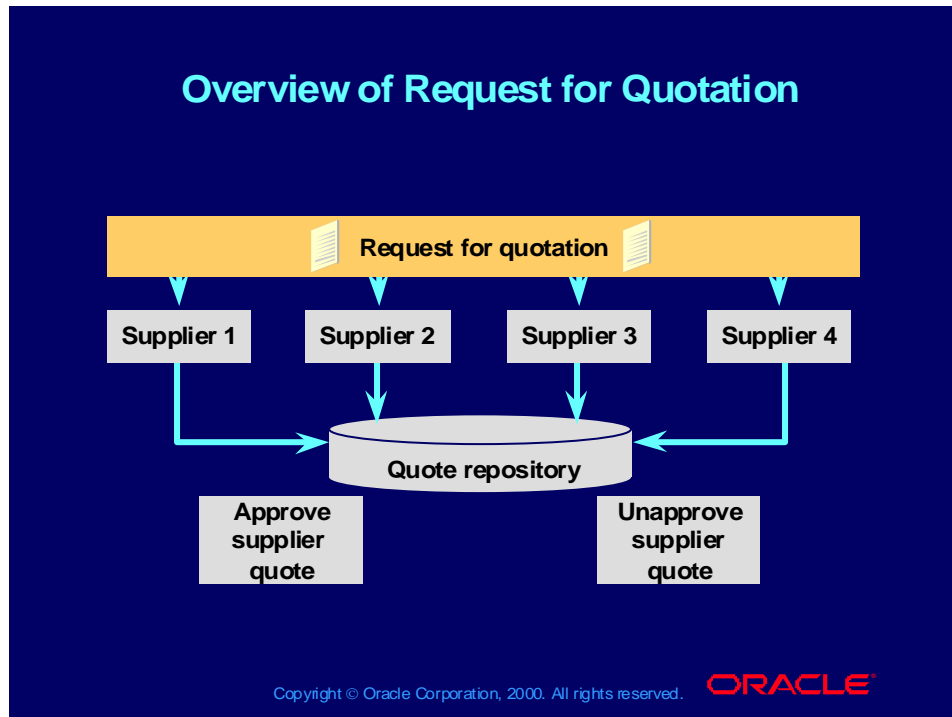 Overview of Request for Quotation
Request for quotation
Supplier 1
Supplier 2
Supplier 3
Supplier 4
Quote repository
Approve
supplier
quote
Unapprove
supplier
quote
Copyright © Oracle Corporation, 2000. All rights reserved.
ORACLE®